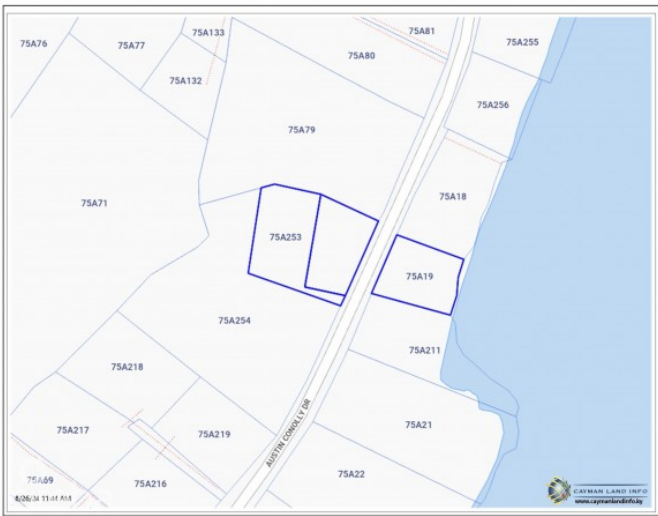 75A76
75A77
75A133
75A81
75A255
75A80
75A132
75A256
75A79
75A71
75A18
75A253
75A19
75A254
75A211
75A218
75A21
75A217
75A219
AUSTIN CONOLLY DR
75A22
75A69
75A216
CAYMAN LAND INFO
www.caymanlandinfo.ky